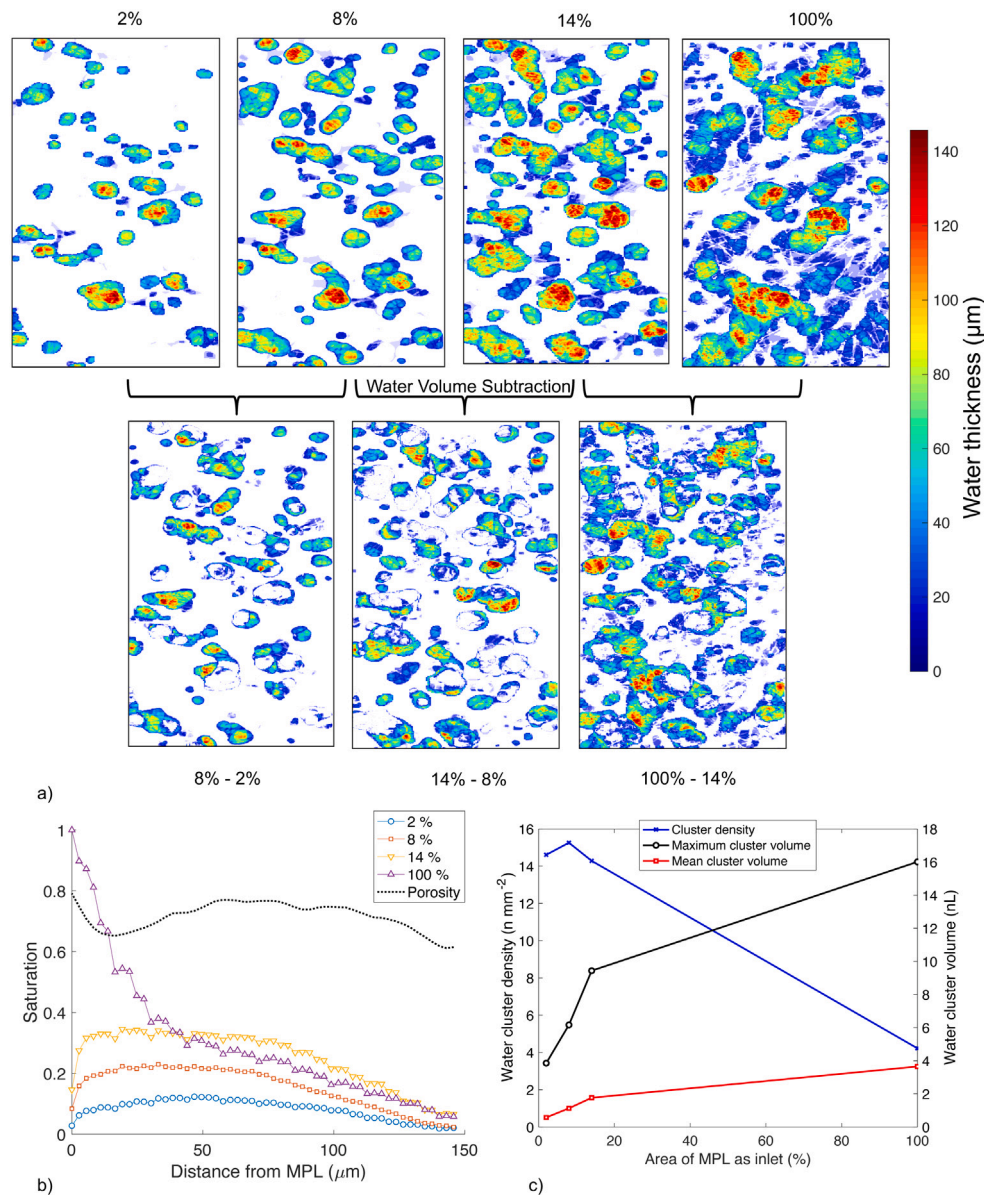 2% 8% 14% 100%
140
120
100
80
60
40
20
0
Water thickness (μm)
Water Volume Subtraction
8% - 2% 14% - 8% 100% - 14%
a)
Saturation
1
0.8
0.6
0.4
0.2
0
0 50 100 150
Distance from MPL (μm)
2 %
8 %
14 %
100 %
Porosity
b)
Water cluster density (n mm⁻²)
16
14
12
10
8
6
4
2
0
0 20 40 60 80 100
Area of MPL as inlet (%)
Cluster density
Maximum cluster volume
Mean cluster volume
18
16
14
12
10
8
6
4
2
0
Water cluster volume (nL)
c)